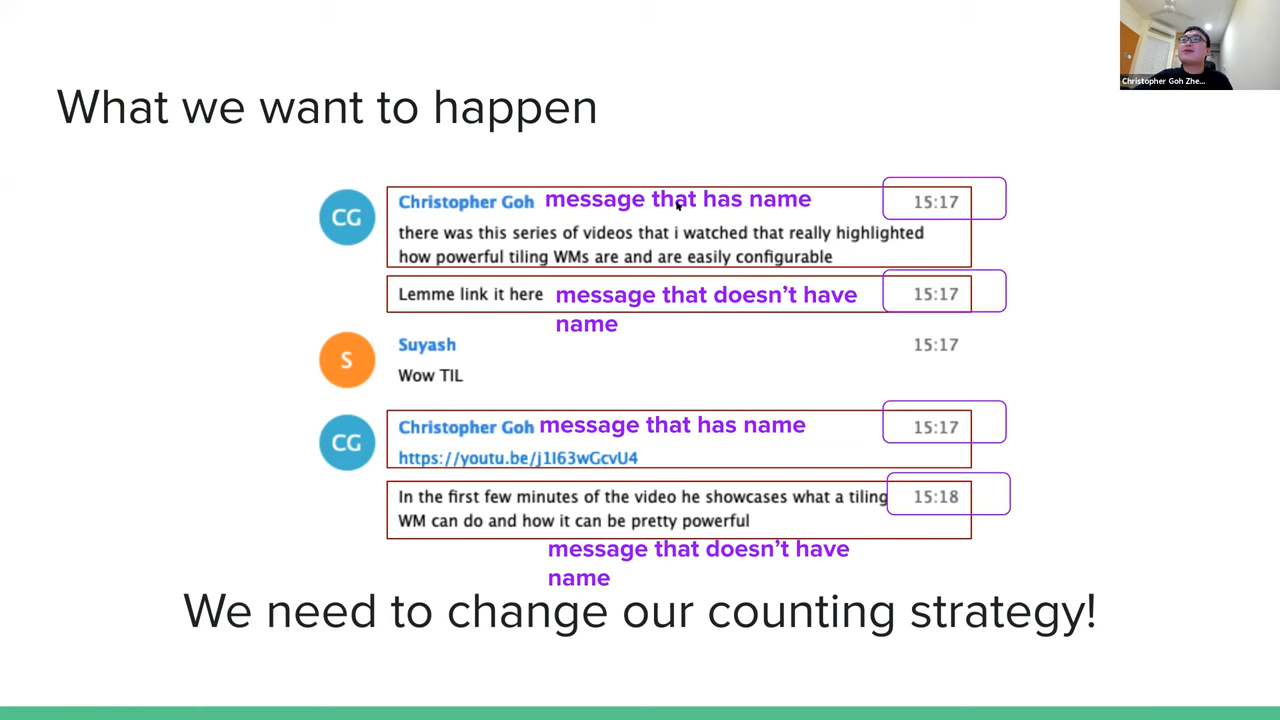 Christopher Goh Zhe...
What we want to happen
CG
Christopher Goh message that has name 15:17
there was this series of videos that i watched that really highlighted
how powerful tiling WMs are and are easily configurable
Lemme link it here message that doesn't have 15:17
name
S
Suyash 15:17
Wow TIL
CG
Christopher Goh message that has name 15:17
https://youtu.be/j1I63wGcvU4
In the first few minutes of the video he showcases what a tiling 15:18
WM can do and how it can be pretty powerful
message that doesn't have
name
We need to change our counting strategy!